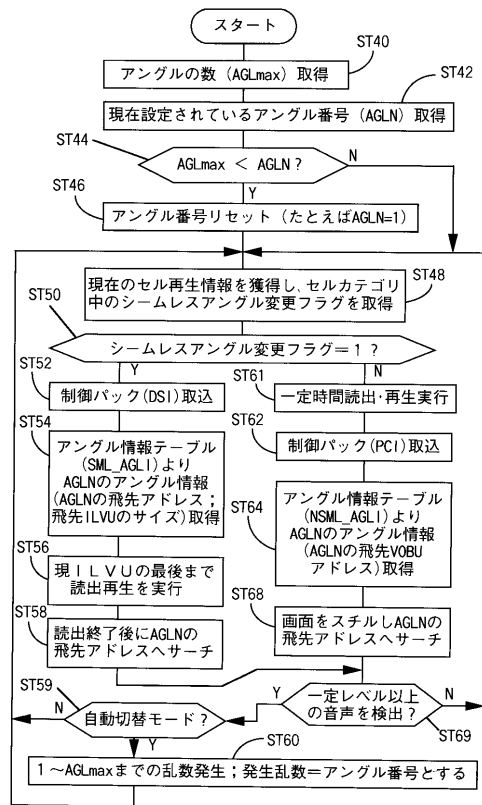 スタート
ST40
アングルの数（AGLmax）取得
ST42
現在設定されているアングル番号（AGLN）取得
ST44
AGLmax ＜ AGLN？
N
Y
ST46
アングル番号リセット（たとえばAGLN=1）
ST48
現在のセル再生情報を獲得し、セルカテゴリ
中のシームレスアングル変更フラグを取得
ST50
シームレスアングル変更フラグ＝１？
Y
N
ST52
制御パック(DSI)取込
ST54
アングル情報テーブル
(SML_AGLI)より
AGLNのアングル情報
(AGLNの飛先アドレス；
飛先ILVUのサイズ)取得
ST56
現ＩＬＶＵの最後まで
読出再生を実行
ST58
読出終了後にAGLNの
飛先アドレスへサーチ
ST61
一定時間読出・再生実行
ST62
制御パック(PCI)取込
ST64
アングル情報テーブル
(NSML_AGLI)より
AGLNのアングル情報
(AGLNの飛先VOBU
アドレス)取得
ST68
画面をスチルしAGLNの
飛先アドレスへサーチ
Y
一定レベル以上
の音声を検出？
N
ST69
ST59
N
自動切替モード？
Y
ST60
１～AGLmaxまでの乱数発生；発生乱数＝アングル番号とする